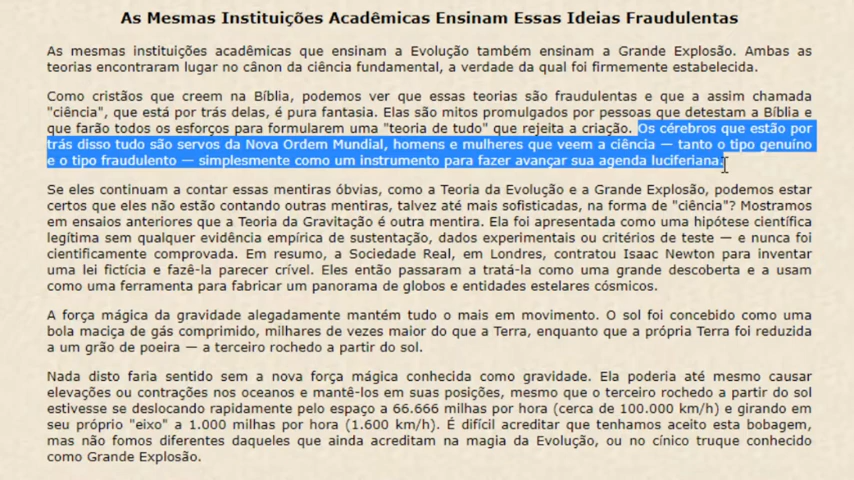 As Mesmas Instituições Acadêmicas Ensinam Essas Ideias Fraudulentas
As mesmas instituições acadêmicas que ensinam a Evolução também ensinam a Grande Explosão. Ambas as
teorias encontraram lugar no cânon da ciência fundamental, a verdade da qual foi firmemente estabelecida.
Como cristãos que creem na Bíblia, podemos ver que essas teorias são fraudulentas e que a assim chamada
"ciência", que está por trás delas, é pura fantasia. Elas são mitos promulgados por pessoas que detestam a Bíblia e
que farão todos os esforços para formularem uma "teoria de tudo" que rejeita a criação. Os cérebros que estão por
trás disso tudo são servos da Nova Ordem Mundial, homens e mulheres que veem a ciência — tanto o tipo genuíno
e o tipo fraudulento — simplesmente como um instrumento para fazer avançar sua agenda luciferiana.
Se eles continuam a contar essas mentiras óbvias, como a Teoria da Evolução e a Grande Explosão, podemos estar
certos que eles não estão contando outras mentiras, talvez até mais sofisticadas, na forma de "ciência"? Mostramos
em ensaios anteriores que a Teoria da Gravitação é outra mentira. Ela foi apresentada como uma hipótese científica
legítima sem qualquer evidência empírica de sustentação, dados experimentais ou critérios de teste — e nunca foi
cientificamente comprovada. Em resumo, a Sociedade Real, em Londres, contratou Isaac Newton para inventar
uma lei fictícia e fazê-la parecer crível. Eles então passaram a tratá-la como uma grande descoberta e a usam
como uma ferramenta para fabricar um panorama de globos e entidades estelares cósmicos.
A força mágica da gravidade alegadamente mantém tudo o mais em movimento. O sol foi concebido como uma
bola maciça de gás comprimido, milhares de vezes maior do que a Terra, enquanto que a própria Terra foi reduzida
a um grão de poeira — a terceiro rochedo a partir do sol.
Nada disto faria sentido sem a nova força mágica conhecida como gravidade. Ela poderia até mesmo causar
elevações ou contrações nos oceanos e mantê-los em suas posições, mesmo que o terceiro rochedo a partir do sol
estivesse se deslocando rapidamente pelo espaço a 66.666 milhas por hora (cerca de 100.000 km/h) e girando em
seu próprio "eixo" a 1.000 milhas por hora (1.600 km/h). É difícil acreditar que tenhamos aceito esta bobagem,
mas não fomos diferentes daqueles que ainda acreditam na magia da Evolução, ou no cínico truque conhecido
como Grande Explosão.